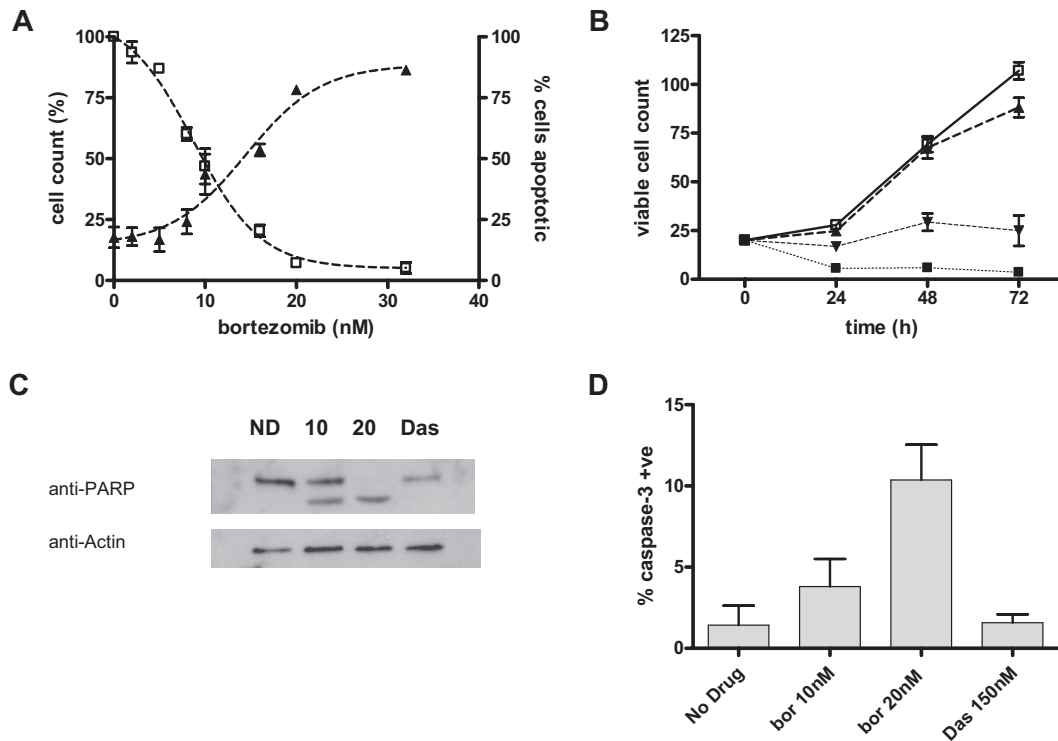 A
cell count (%)
100
75
50
25
0
0 10 20 30 40
bortezomib (nM)
100
75
50
25
0
% cells apoptotic
B
viable cell count
125
100
75
50
25
0
0 24 48 72
time (h)
C
ND 10 20 Das
anti-PARP
anti-Actin
D
% caspase-3 +ve
15
10
5
0
No Drug
bor 10nM
bor 20nM
Das 150nM